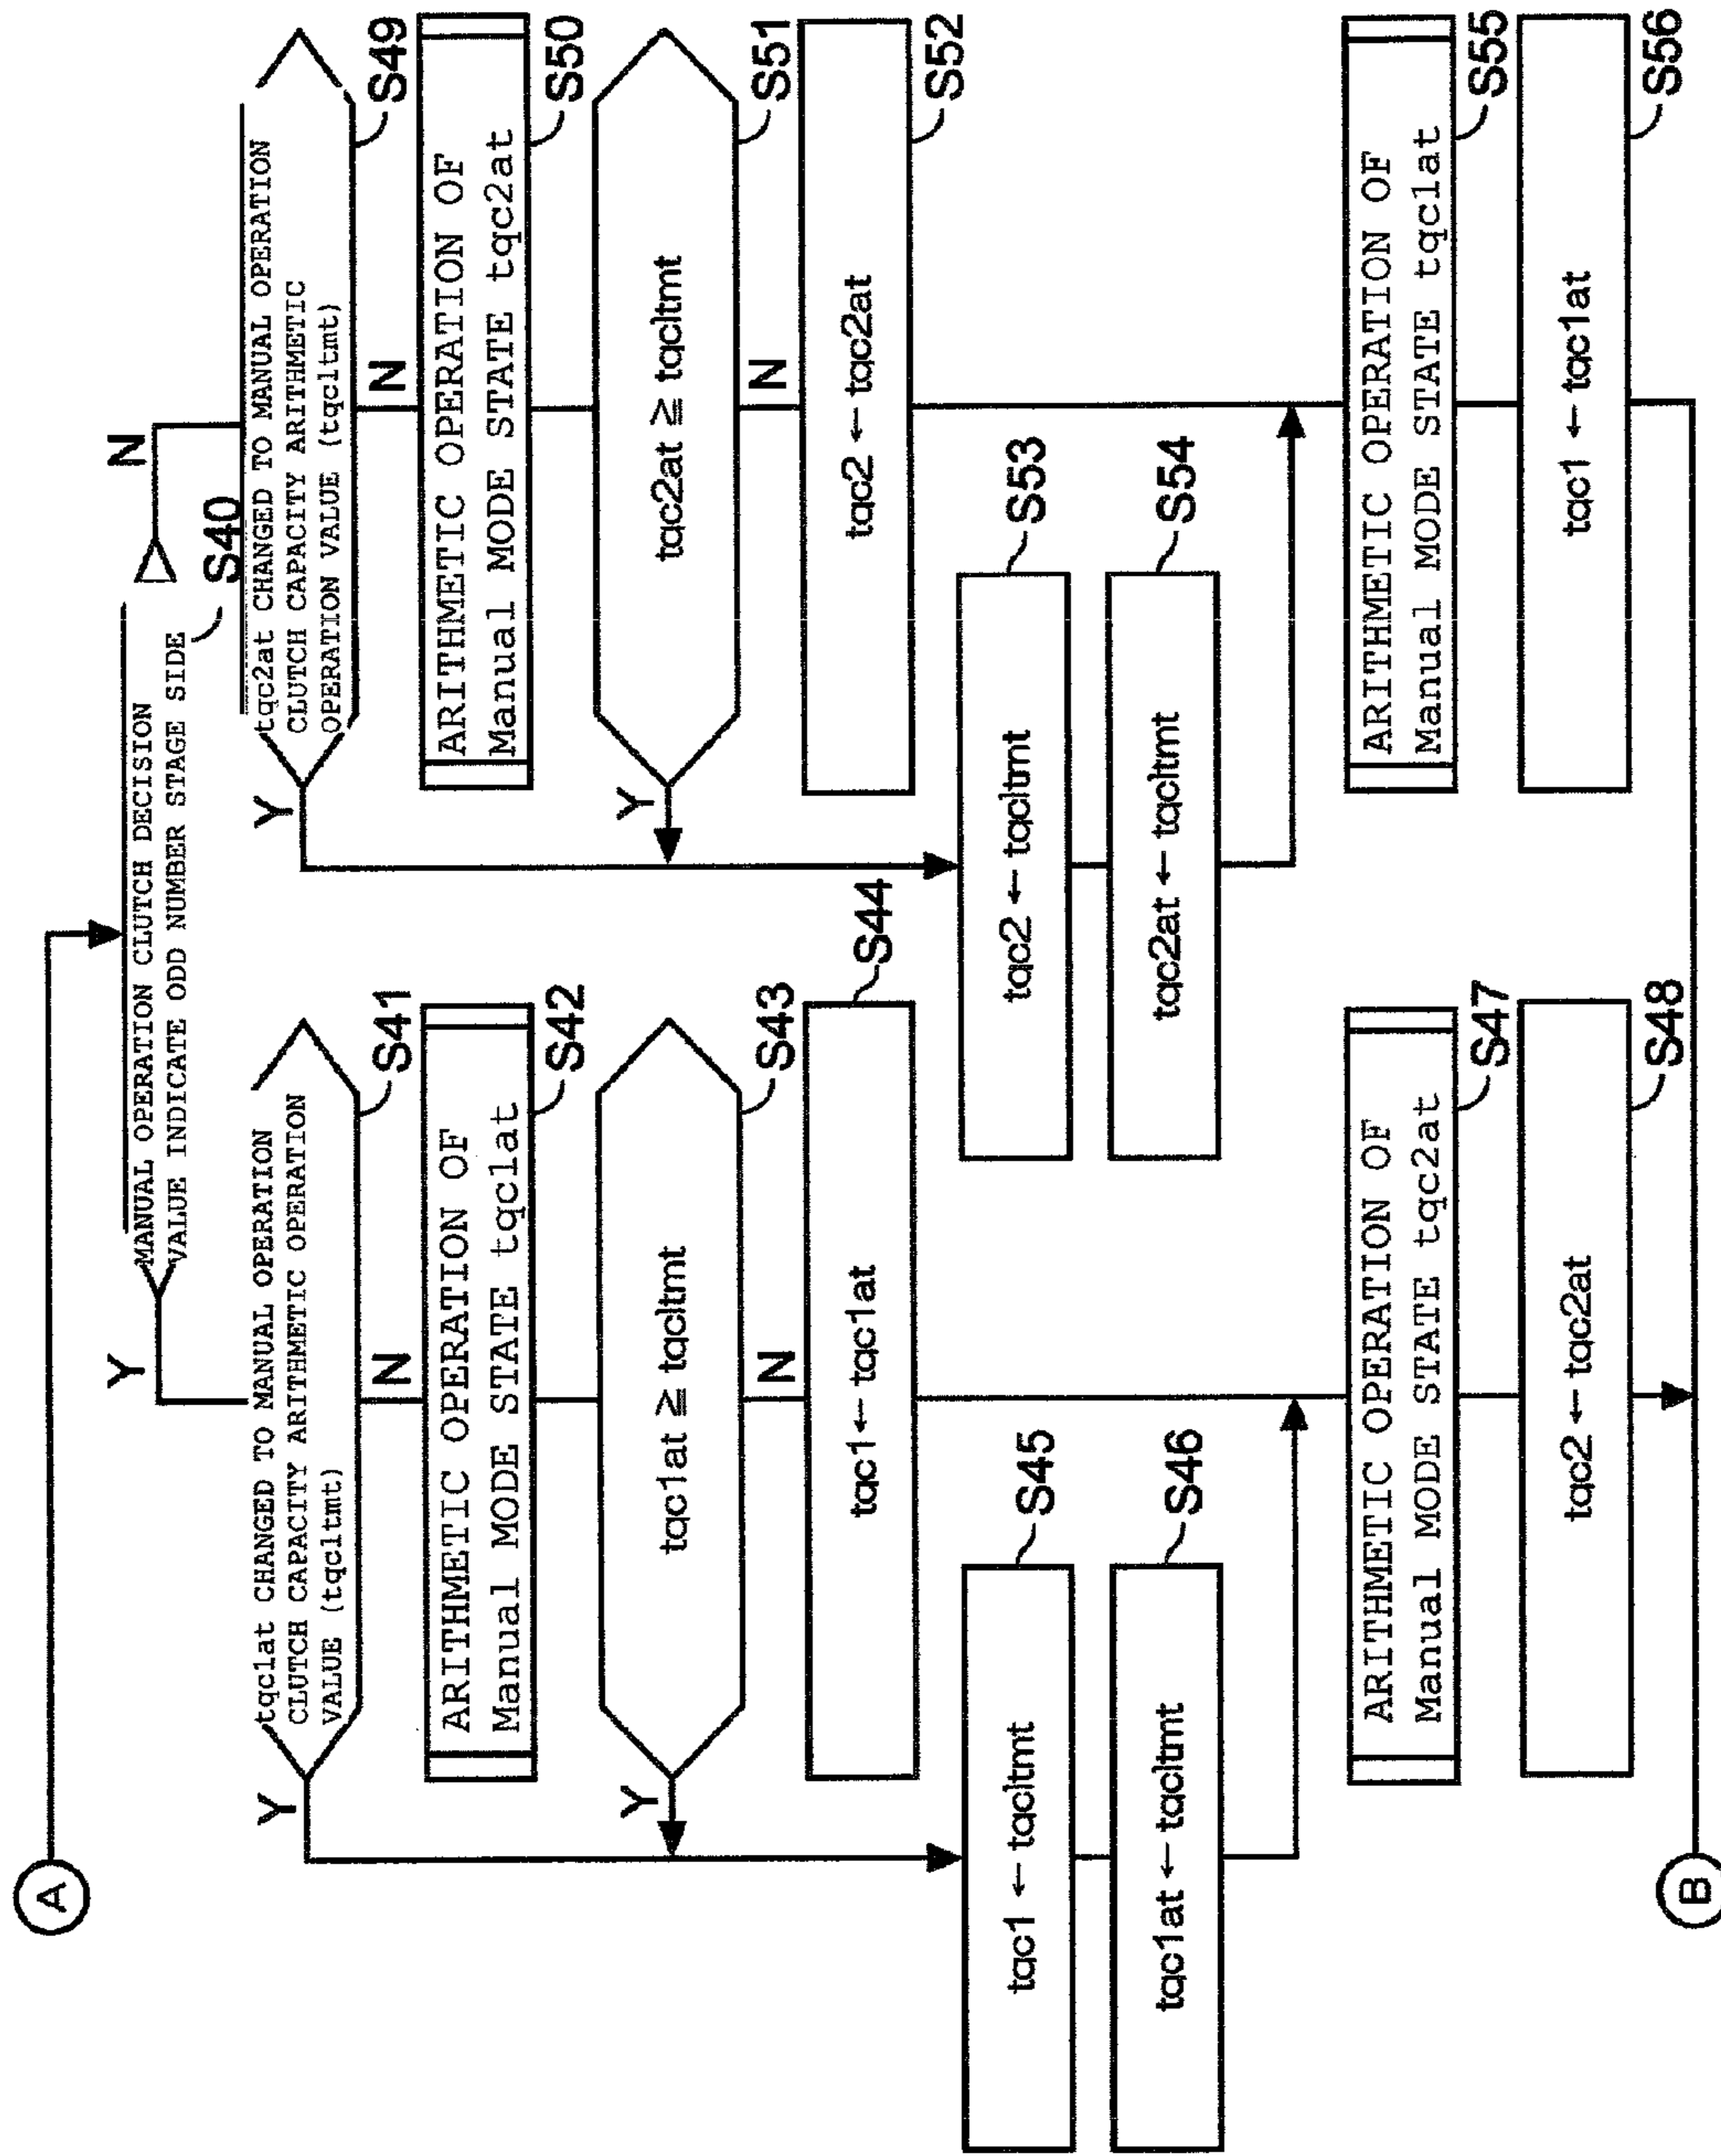 A
MANUAL OPERATION CLUTCH DECISION
VALUE INDICATE ODD NUMBER STAGE SIDE
S40
Y
N
tqc1at CHANGED TO MANUAL OPERATION
CLUTCH CAPACITY ARITHMETIC OPERATION
VALUE (tqcltmt)
S41
Y
N
ARITHMETIC OPERATION OF
Manual MODE STATE tqc1at
S42
tqc1at ≧ tqcltmt
S43
Y
N
tqc1 ← tqc1at
S44
tqc1 ← tqcltmt
S45
tqc1at ← tqcltmt
S46
ARITHMETIC OPERATION OF
Manual MODE STATE tqc2at
S47
tqc2 ← tqc2at
S48
tqc2at CHANGED TO MANUAL OPERATION
CLUTCH CAPACITY ARITHMETIC
OPERATION VALUE (tqcltmt)
S49
Y
N
ARITHMETIC OPERATION OF
Manual MODE STATE tqc2at
S50
tqc2at ≧ tqcltmt
S51
Y
N
tqc2 ← tqc2at
S52
tqc2 ← tqcltmt
S53
tqc2at ← tqcltmt
S54
ARITHMETIC OPERATION OF
Manual MODE STATE tqc1at
S55
tqc1 ← tqc1at
S56
B